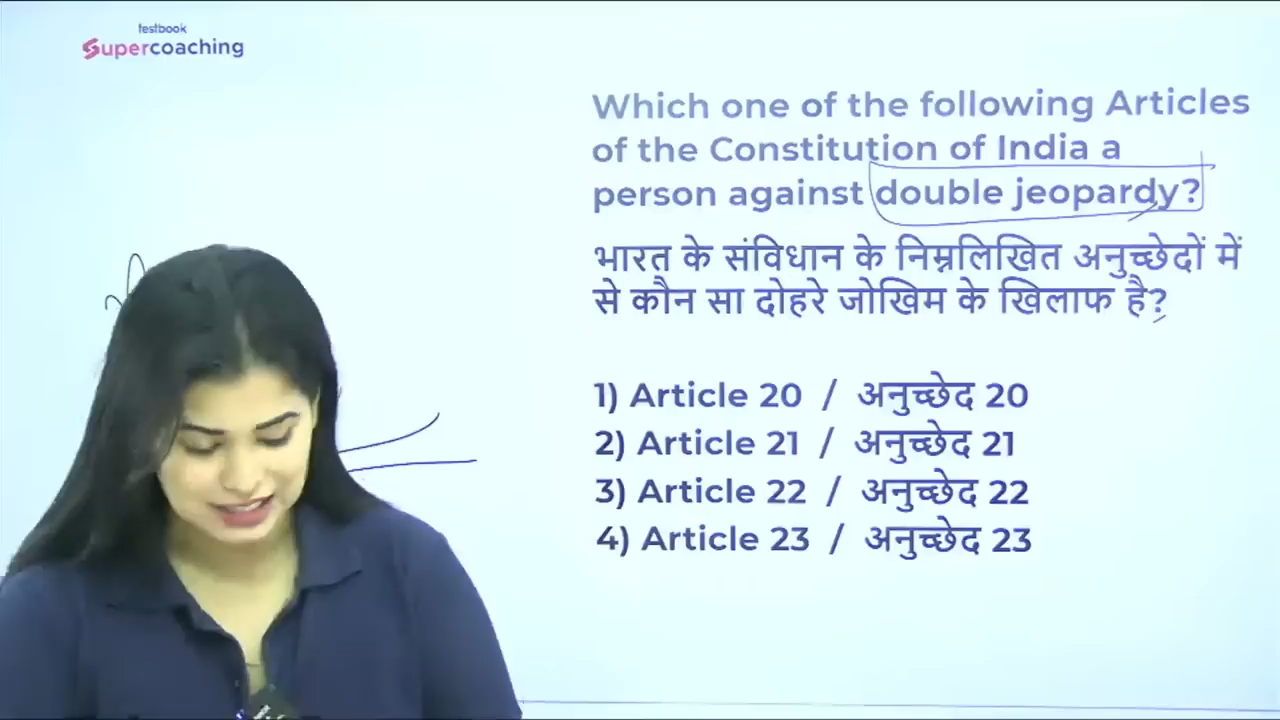 testbook
Supercoaching
Which one of the following Articles
of the Constitution of India a
person against double jeopardy?
भारत के संविधान के निम्नलिखित अनुच्छेदों में
से कौन सा दोहरे जोखिम के खिलाफ है?
1) Article 20 / अनुच्छेद 20
2) Article 21 / अनुच्छेद 21
3) Article 22 / अनुच्छेद 22
4) Article 23 / अनुच्छेद 23